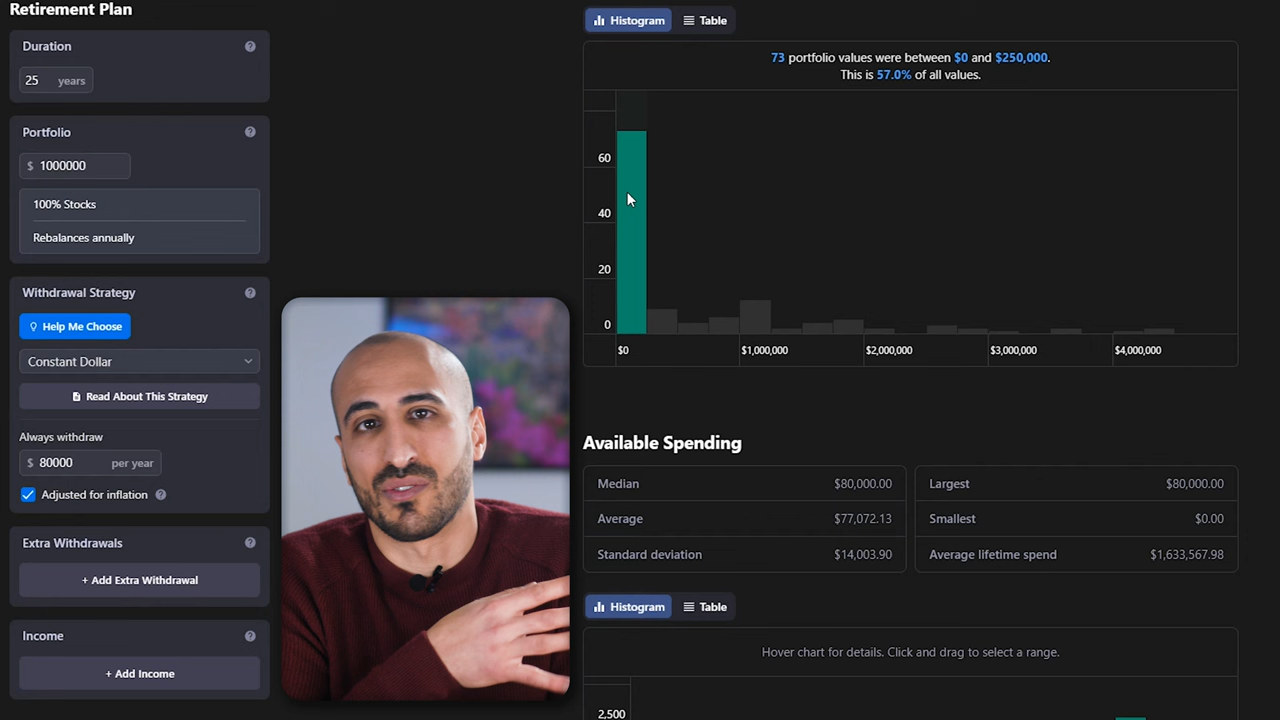 Retirement Plan
Duration
25 years
Portfolio
$ 1000000
100% Stocks
Rebalances annually
Withdrawal Strategy
Help Me Choose
Constant Dollar
Read About This Strategy
Always withdraw
$ 80000 per year
Adjusted for inflation
Extra Withdrawals
+ Add Extra Withdrawal
Income
+ Add Income
Histogram Table
73 portfolio values were between $0 and $250,000.
This is 57.0% of all values.
60
40
20
0
$0 $1,000,000 $2,000,000 $3,000,000 $4,000,000
Available Spending
Median $80,000.00
Average $77,072.13
Standard deviation $14,003.90
Largest $80,000.00
Smallest $0.00
Average lifetime spend $1,633,567.98
Histogram Table
Hover chart for details. Click and drag to select a range.
2,500